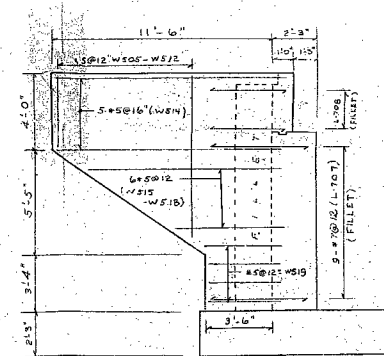 11'-6"
2'-3"
1'-0" 1'-3"
#5@12" W505-W512
4'-0"
5-#5@16" (W514)
L-708
(FILLET)
6#5@12
(W515
-W518)
5'-5"
9-#7@12 (L-707)
(FILLET)
#5@12" W519
3'-4"
3'-6"
2'-3"